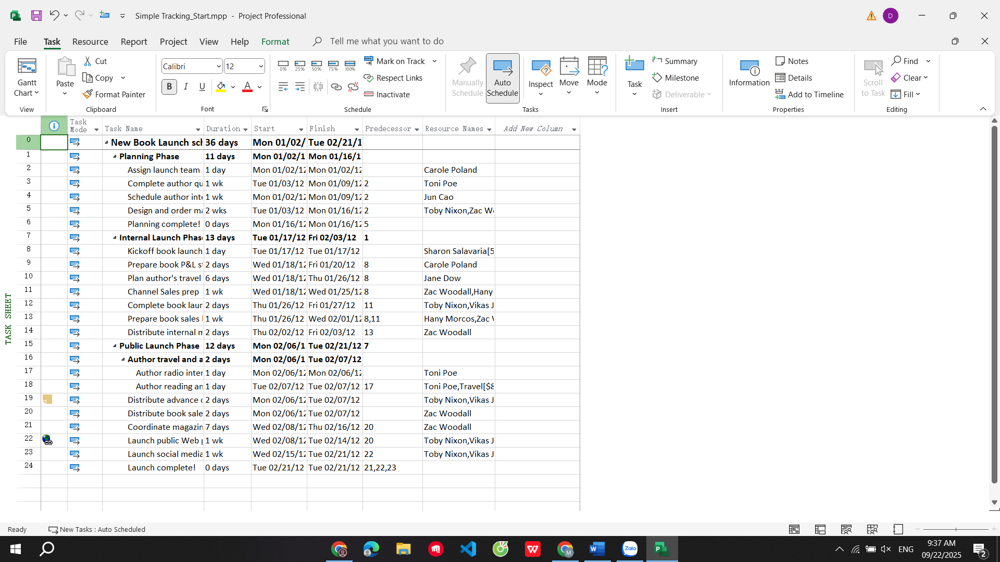 Simple Tracking_Start.mpp - Project Professional
D
File Task Resource Report Project View Help Format Tell me what you want to do
Gantt Chart
View
Paste
Cut
Copy
Format Painter
Clipboard
Calibri 12
B I U A
Font
0% 25% 50% 75% 100%
Mark on Track
Respect Links
Inactivate
Schedule
Manually Schedule
Auto Schedule
Inspect
Move
Mode
Tasks
Task
Summary
Milestone
Deliverable
Insert
Information
Notes
Details
Add to Timeline
Properties
Scroll to Task
Find
Clear
Fill
Editing
Task Mode Task Name Duration Start Finish Predecessor Resource Names Add New Column
0 New Book Launch sch 36 days Mon 01/02/ Tue 02/21/1
1 Planning Phase 11 days Mon 01/02/1 Mon 01/16/1
2 Assign launch team 1 day Mon 01/02/12 Mon 01/02/12 Carole Poland
3 Complete author qu 1 wk Tue 01/03/12 Mon 01/09/12 2 Toni Poe
4 Schedule author inte 1 wk Mon 01/02/12 Mon 01/09/12 2 Jun Cao
5 Design and order ma 2 wks Tue 01/03/12 Mon 01/16/12 2 Toby Nixon,Zac Wo
6 Planning complete! 0 days Mon 01/16/12 Mon 01/16/12 5
7 Internal Launch Phase 13 days Tue 01/17/12 Fri 02/03/12 1
8 Kickoff book launch 1 day Tue 01/17/12 Tue 01/17/12 Sharon Salavaria[5
9 Prepare book P&L st 2 days Wed 01/18/12 Fri 01/20/12 8 Carole Poland
10 Plan author's travel 6 days Wed 01/18/12 Thu 01/26/12 8 Jane Dow
11 Channel Sales prep 1 wk Wed 01/18/12 Wed 01/25/12 8 Zac Woodall,Hany
12 Complete book laun 2 days Thu 01/26/12 Fri 01/27/12 11 Toby Nixon,Vikas J
13 Prepare book sales 1 wk Thu 01/26/12 Wed 02/01/12 8,11 Hany Morcos,Zac W
14 Distribute internal m 2 days Thu 02/02/12 Fri 02/03/12 13 Zac Woodall
15 Public Launch Phase 12 days Mon 02/06/1 Tue 02/21/12 7
16 Author travel and a 2 days Mon 02/06/1 Tue 02/07/12
17 Author radio inter 1 day Mon 02/06/12 Mon 02/06/12 Toni Poe
18 Author reading an 1 day Tue 02/07/12 Tue 02/07/12 17 Toni Poe,Travel[$8
19 Distribute advance c 2 days Mon 02/06/12 Tue 02/07/12 Toby Nixon,Vikas J
20 Distribute book sale 2 days Mon 02/06/12 Tue 02/07/12 Zac Woodall
21 Coordinate magazin 7 days Wed 02/08/12 Thu 02/16/12 20 Zac Woodall
22 Launch public Web p 1 wk Wed 02/08/12 Tue 02/14/12 20 Toby Nixon,Vikas J
23 Launch social media 1 wk Wed 02/15/12 Tue 02/21/12 22 Toby Nixon,Vikas J
24 Launch complete! 0 days Tue 02/21/12 Tue 02/21/12 21,22,23
TASK SHEET
Ready New Tasks : Auto Scheduled
Zalo
ENG
9:37 AM
09/22/2025
2